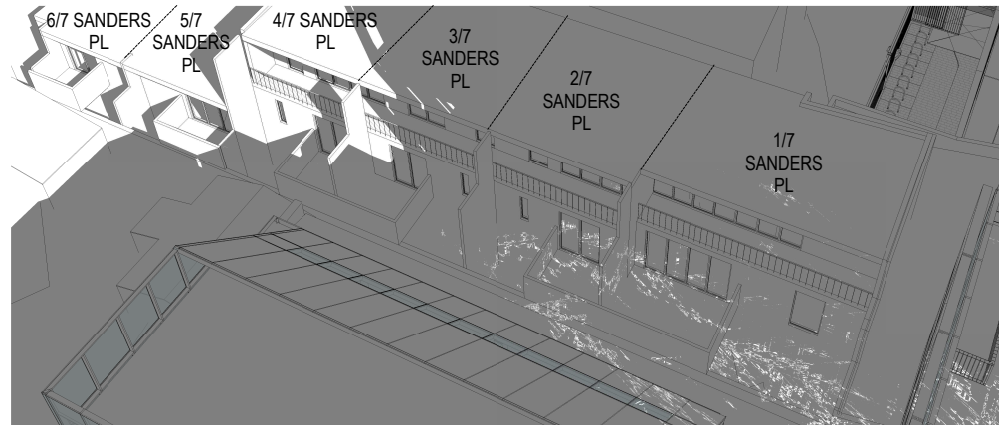 6/7 SANDERS
PL
5/7
SANDERS
PL
4/7 SANDERS
PL
3/7
SANDERS
PL
2/7
SANDERS
PL
1/7
SANDERS
PL